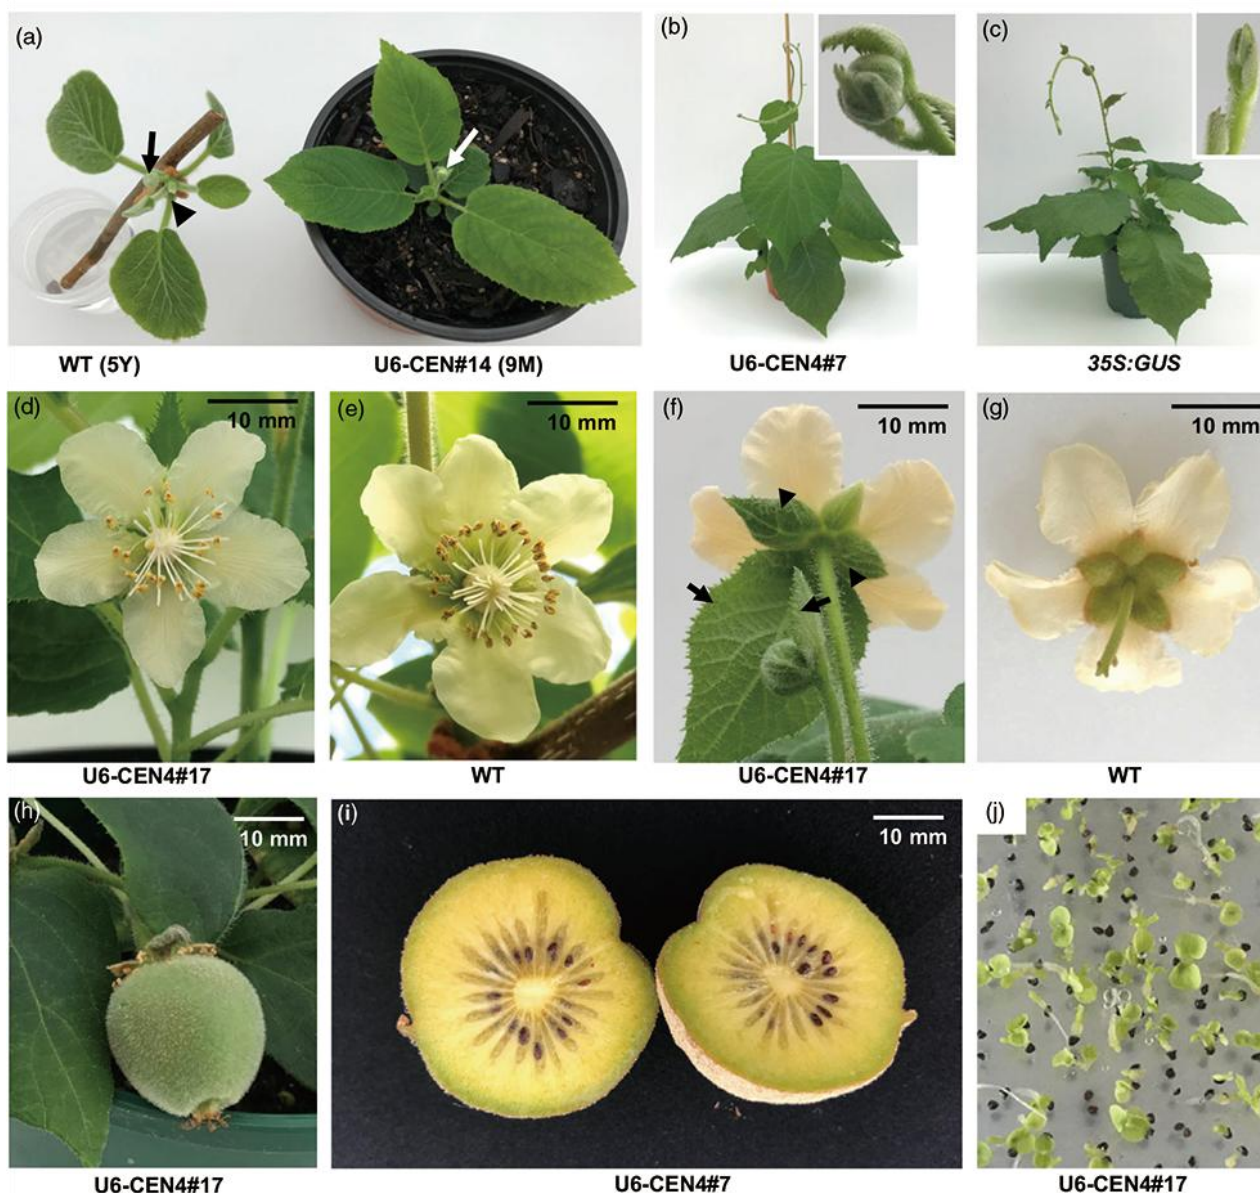 (a)
(b)
(c)
WT (5Y)
U6-CEN#14 (9M)
U6-CEN4#7
35S:GUS
(d)
10 mm
(e)
10 mm
(f)
10 mm
(g)
10 mm
U6-CEN4#17
WT
U6-CEN4#17
WT
(h)
10 mm
(i)
10 mm
(j)
U6-CEN4#17
U6-CEN4#7
U6-CEN4#17